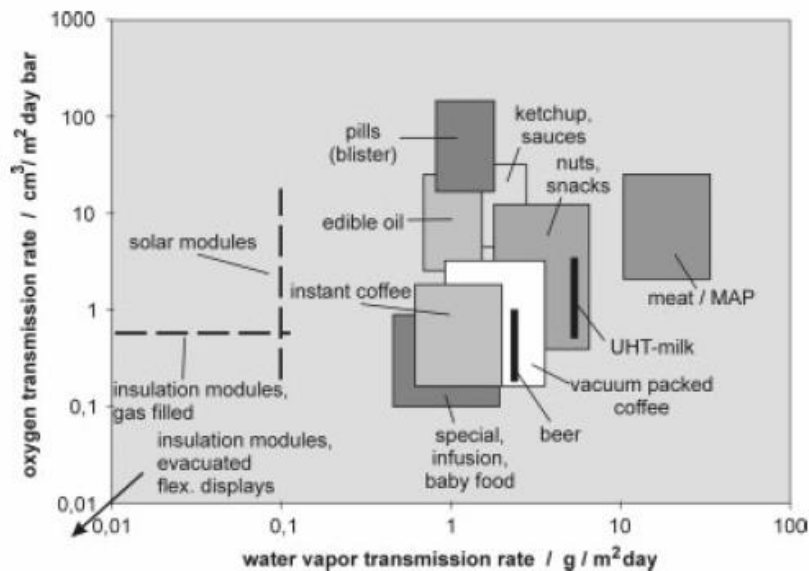 1000
100
10
1
0,1
0,01
oxygen transmission rate / cm³/ m² day bar
pills
(blister)
ketchup,
sauces
nuts,
snacks
edible oil
solar modules
instant coffee
meat / MAP
UHT-milk
vacuum packed
coffee
insulation modules,
gas filled
beer
special,
infusion,
baby food
insulation modules,
evacuated
flex. displays
0,01
0,1
1
10
100
water vapor transmission rate / g / m² day